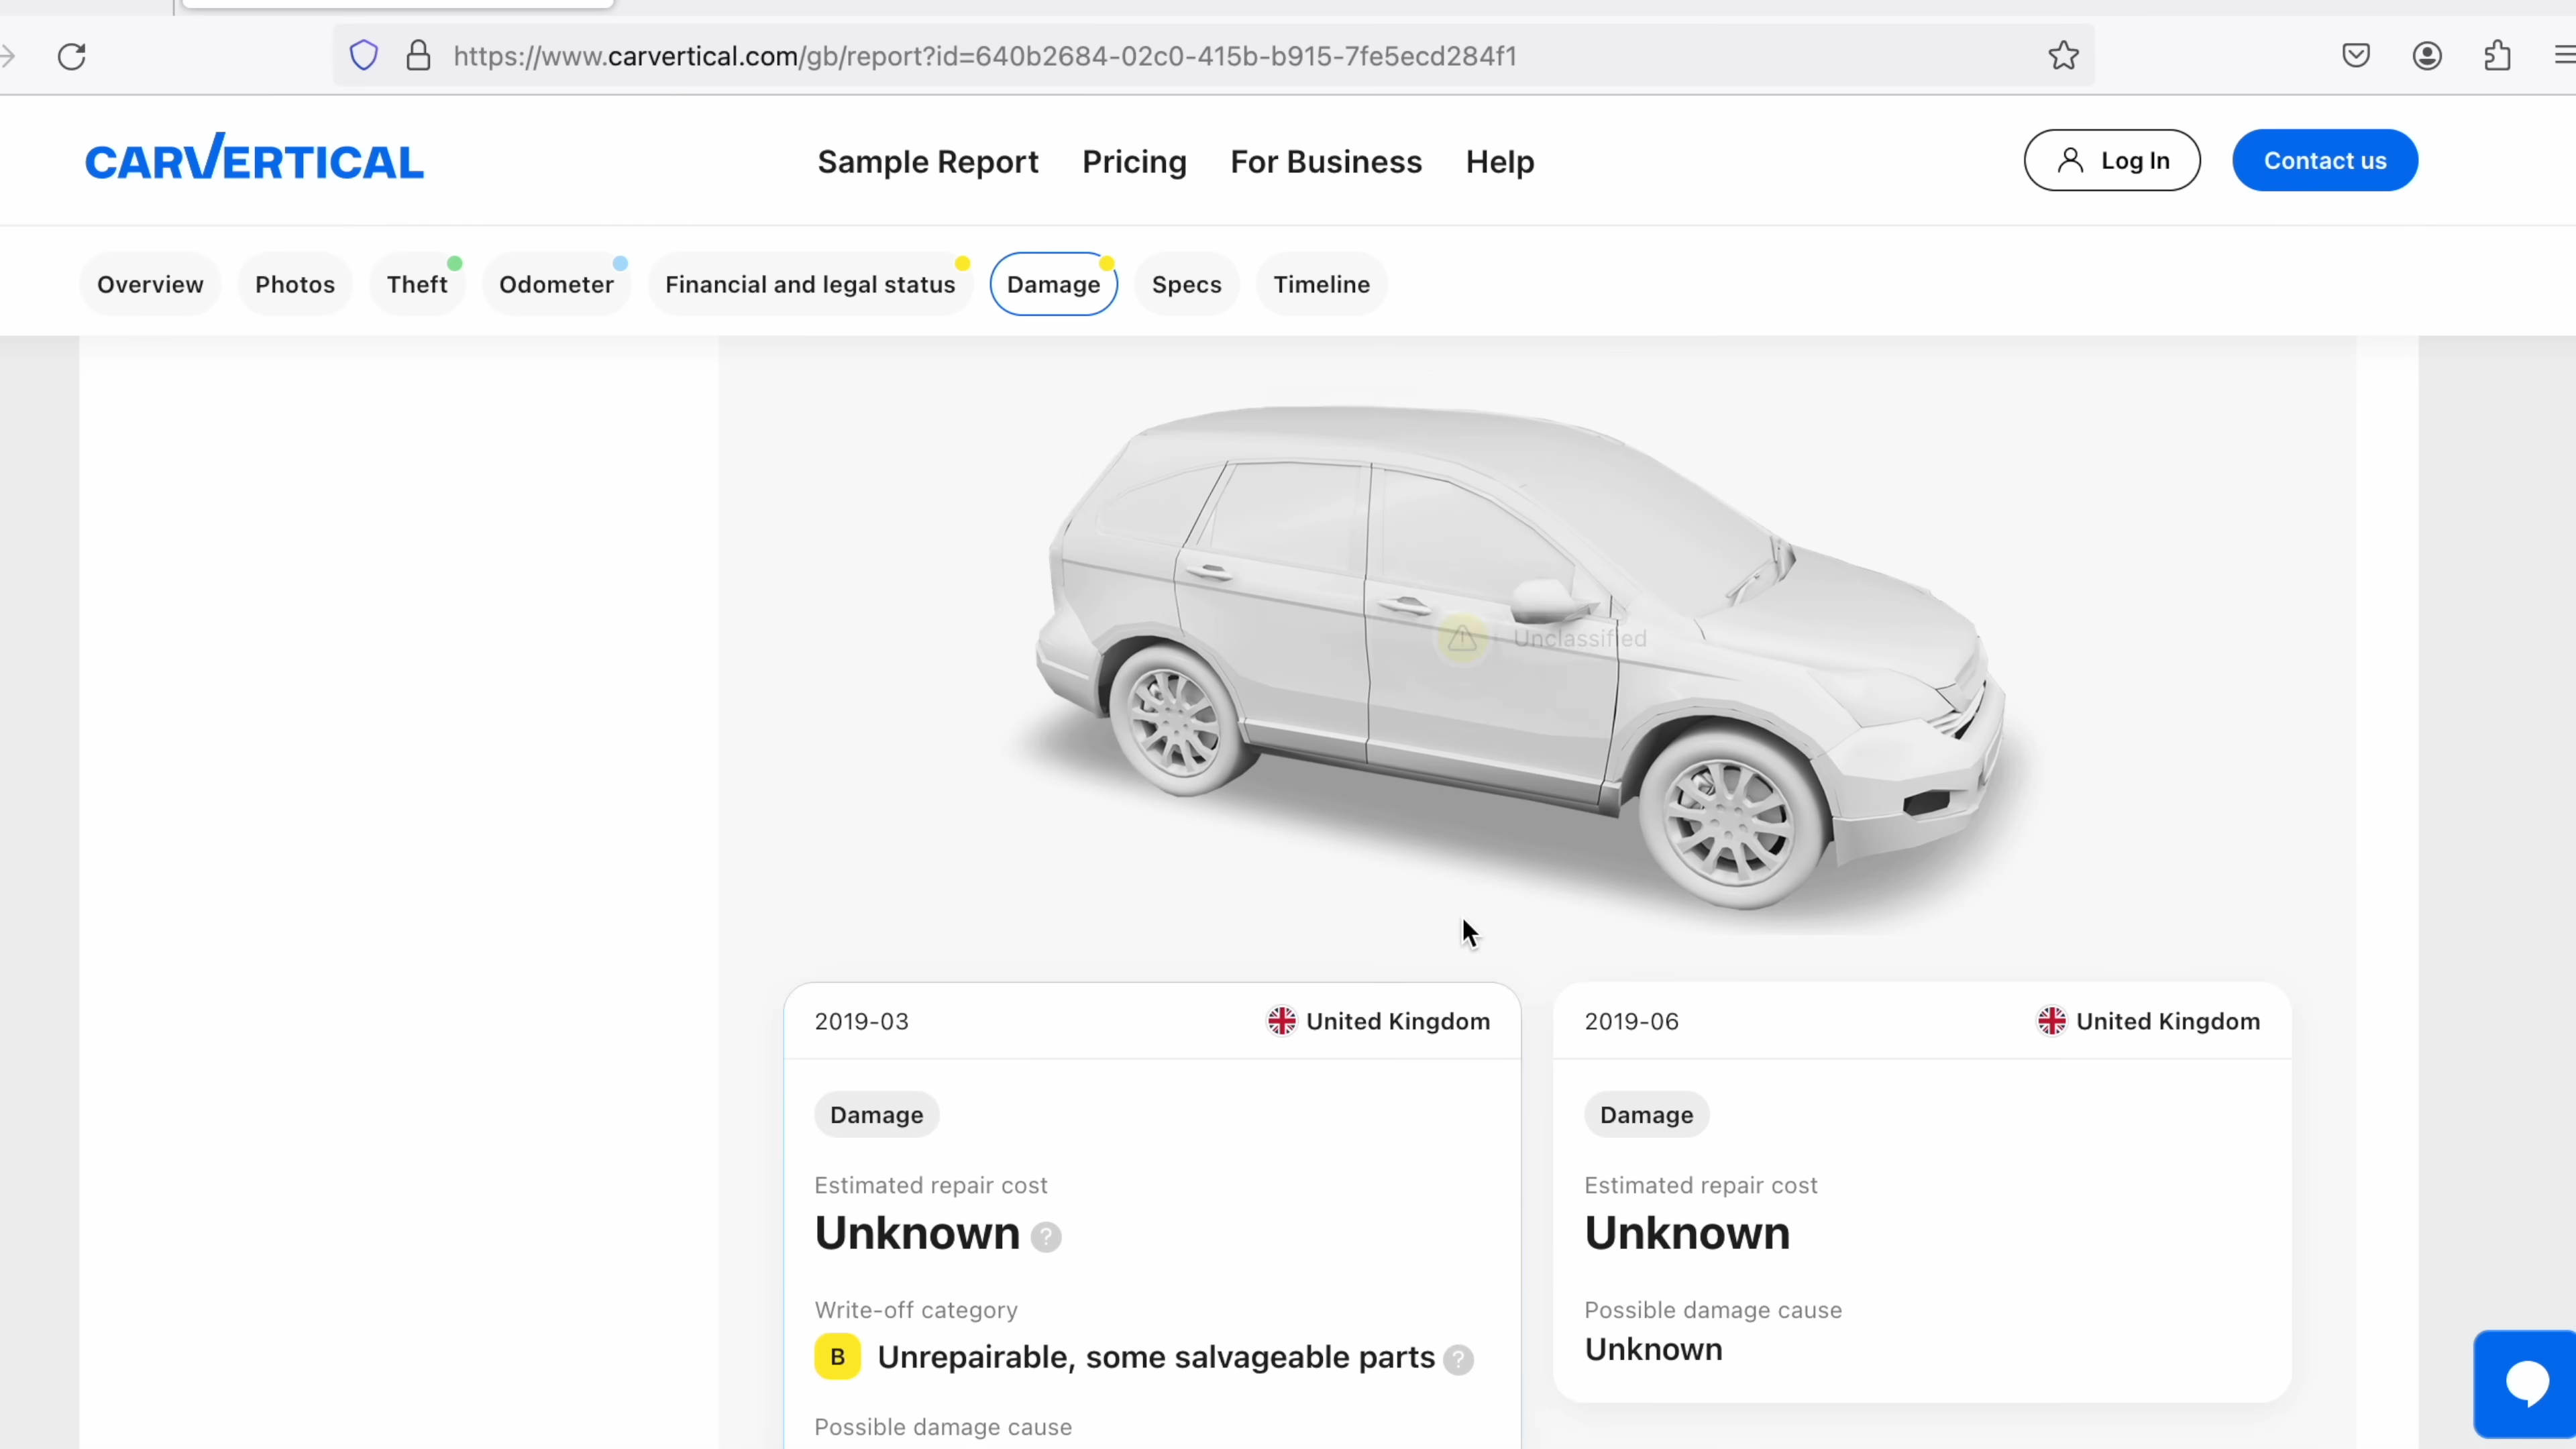 https://www.carvertical.com/gb/report?id=640b2684-02c0-415b-b915-7fe5ecd284f1
CARVERTICAL
Sample Report Pricing For Business Help
Log In Contact us
Overview Photos Theft Odometer Financial and legal status Damage Specs Timeline
Unclassified
2019-03 United Kingdom
Damage
Estimated repair cost
Unknown ?
Write-off category
B Unrepairable, some salvageable parts ?
Possible damage cause
2019-06 United Kingdom
Damage
Estimated repair cost
Unknown
Possible damage cause
Unknown